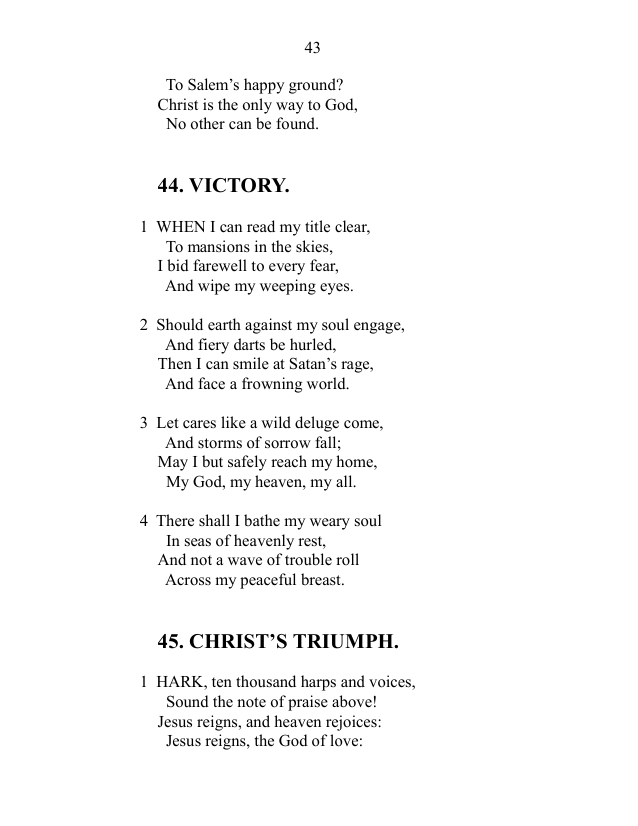 43
To Salem’s happy ground?
Christ is the only way to God,
No other can be found.
44. VICTORY.
1 WHEN I can read my title clear,
To mansions in the skies,
I bid farewell to every fear,
And wipe my weeping eyes.
2 Should earth against my soul engage,
And fiery darts be hurled,
Then I can smile at Satan’s rage,
And face a frowning world.
3 Let cares like a wild deluge come,
And storms of sorrow fall;
May I but safely reach my home,
My God, my heaven, my all.
4 There shall I bathe my weary soul
In seas of heavenly rest,
And not a wave of trouble roll
Across my peaceful breast.
45. CHRIST’S TRIUMPH.
1 HARK, ten thousand harps and voices,
Sound the note of praise above!
Jesus reigns, and heaven rejoices:
Jesus reigns, the God of love: